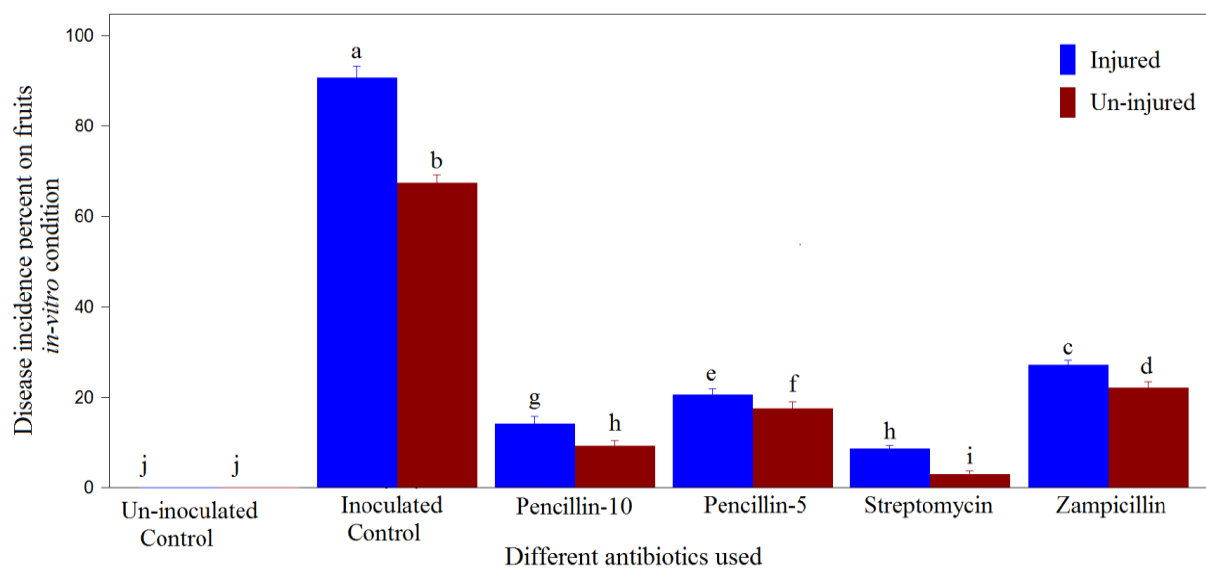 Disease incidence percent on fruits
in-vitro condition
100
80
60
40
20
0
Injured
Un-injured
j j
a b
g h
e f
h i
c d
Un-inoculated
Control
Inoculated
Control
Pencillin-10
Pencillin-5
Streptomycin
Zampicillin
Different antibiotics used